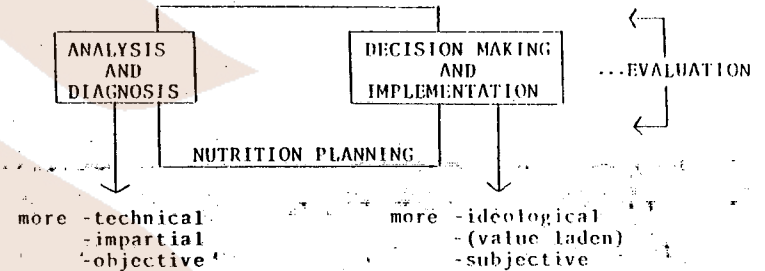 ANALYSIS
AND
DIAGNOSIS
DECISION MAKING
AND
IMPLEMENTATION
...EVALUATION
NUTRITION PLANNING
more -technical
-impartial
-objective
more -ideological
-(value laden)
-subjective